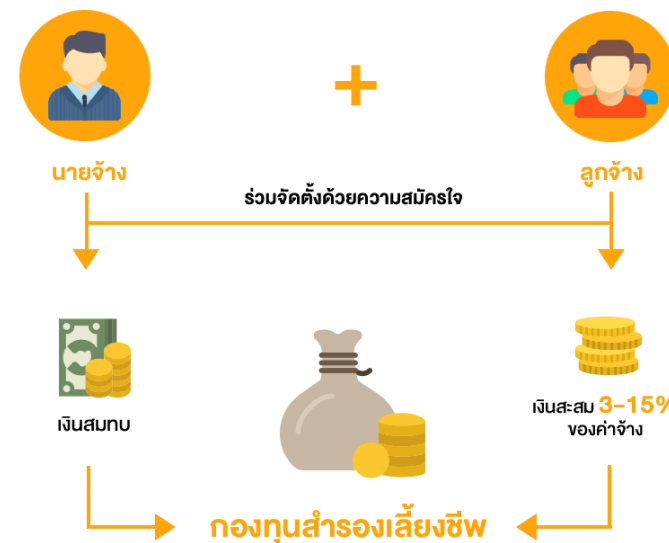 +
นายจ้าง
ลูกจ้าง
ร่วมจัดตั้งด้วยความสมัครใจ
เงินสมทบ
เงินสะสม 3-15%
ของค่าจ้าง
กองทุนสำรองเลี้ยงชีพ